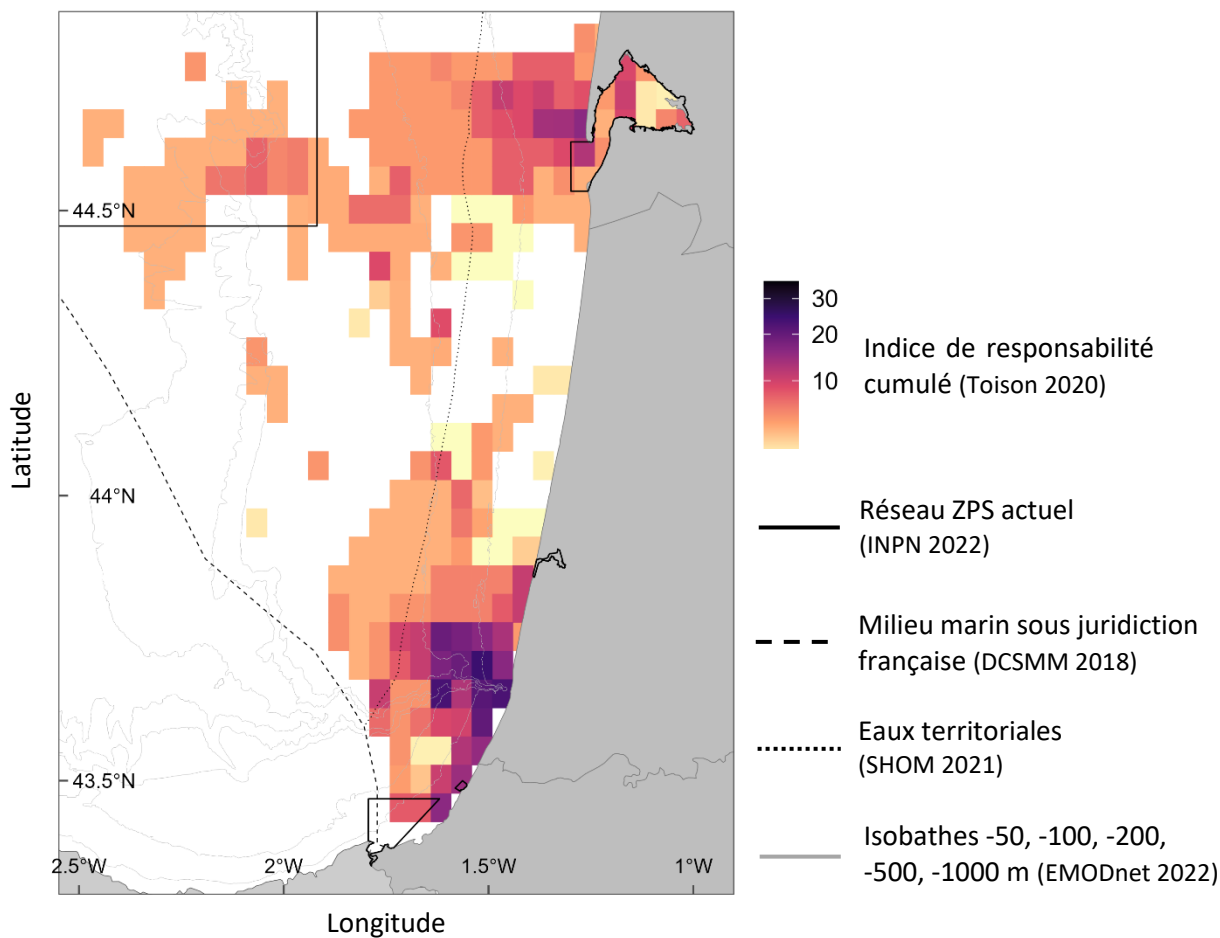 44.5°N
44°N
43.5°N
2.5°W
2°W
1.5°W
1°W
Latitude
Longitude
30
20
10
Indice de responsabilité
cumulé (Toison 2020)
Réseau ZPS actuel
(INPN 2022)
Milieu marin sous juridiction
française (DCSMM 2018)
Eaux territoriales
(SHOM 2021)
Isobathes -50, -100, -200,
-500, -1000 m (EMODnet 2022)